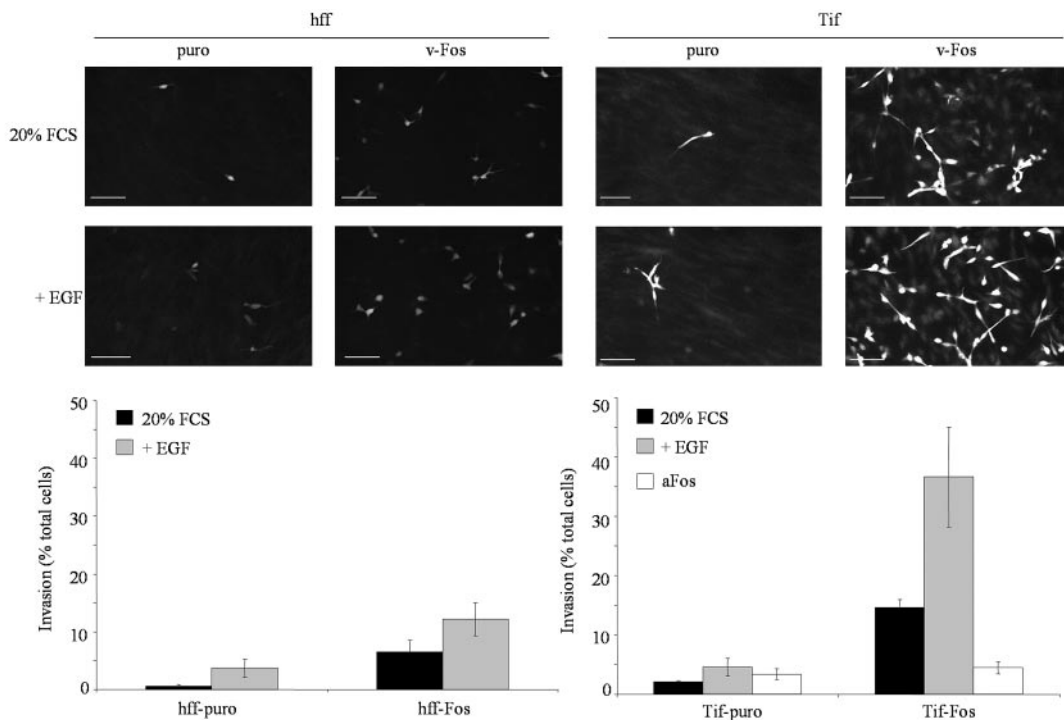 hff Tif
puro v-Fos puro v-Fos
20% FCS
+ EGF
50
40
30
20
10
0
Invasion (% total cells)
20% FCS
+ EGF
hff-puro hff-Fos
50
40
30
20
10
0
Invasion (% total cells)
20% FCS
+ EGF
aFos
Tif-puro Tif-Fos